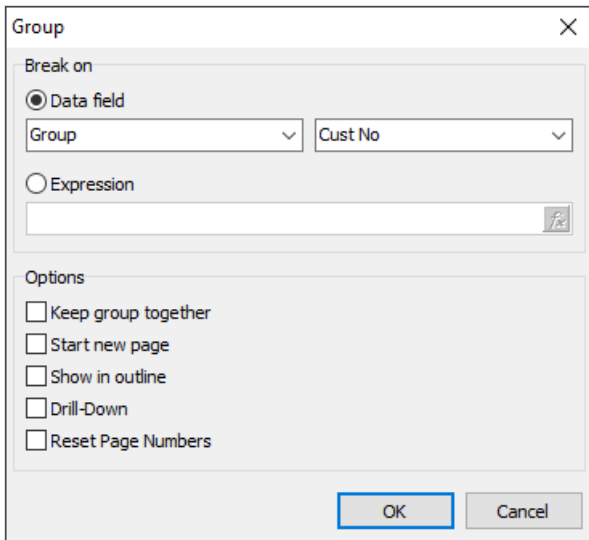 Group
Break on
Data field
Group Cust No
Expression
fx
Options
Keep group together
Start new page
Show in outline
Drill-Down
Reset Page Numbers
OK Cancel